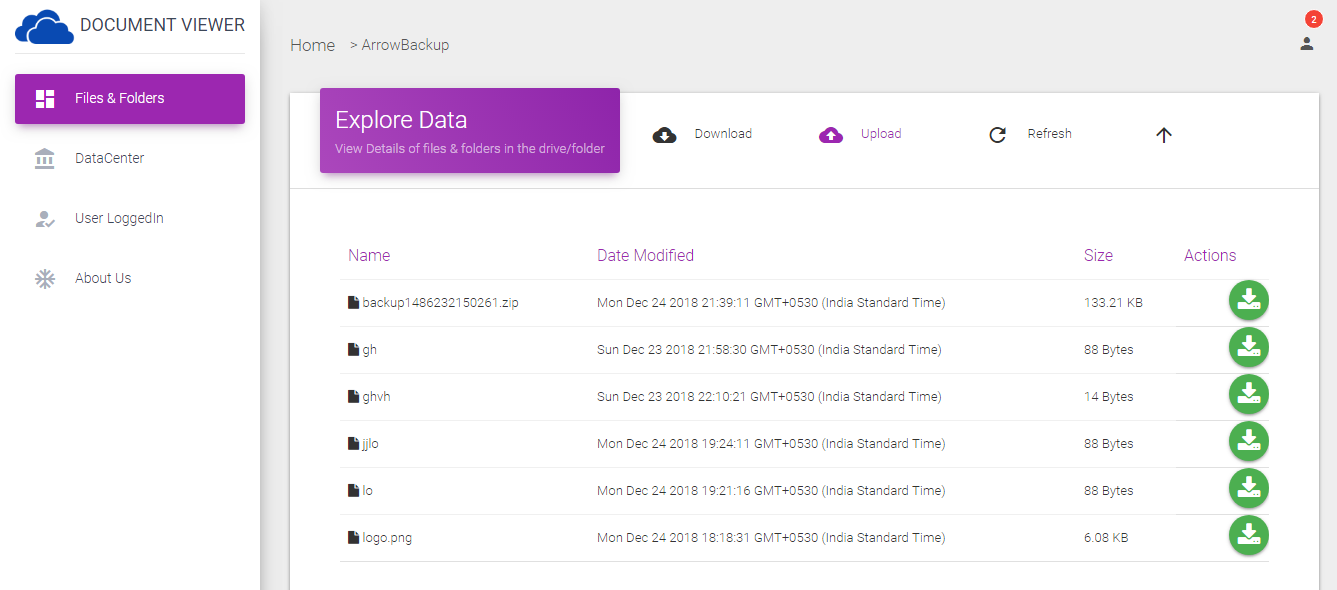 DOCUMENT VIEWER
Files & Folders
DataCenter
User LoggedIn
About Us
2
Home > ArrowBackup
Explore Data
View Details of files & folders in the drive/folder
Download Upload Refresh
Name Date Modified Size Actions
backup1486232150261.zip Mon Dec 24 2018 21:39:11 GMT+0530 (India Standard Time) 133.21 KB
gh Sun Dec 23 2018 21:58:30 GMT+0530 (India Standard Time) 88 Bytes
ghvh Sun Dec 23 2018 22:10:21 GMT+0530 (India Standard Time) 14 Bytes
jjlo Mon Dec 24 2018 19:24:11 GMT+0530 (India Standard Time) 88 Bytes
lo Mon Dec 24 2018 19:21:16 GMT+0530 (India Standard Time) 88 Bytes
logo.png Mon Dec 24 2018 18:18:31 GMT+0530 (India Standard Time) 6.08 KB